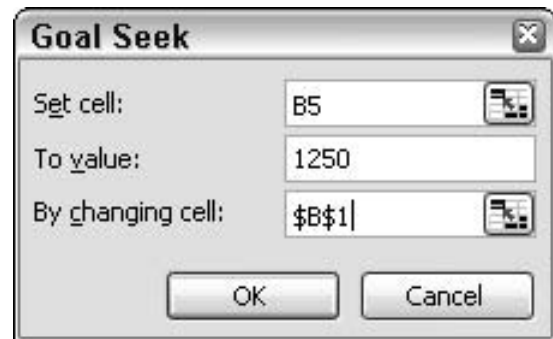 Goal Seek
Set cell: B5
To value: 1250
By changing cell: $B$1
OK Cancel